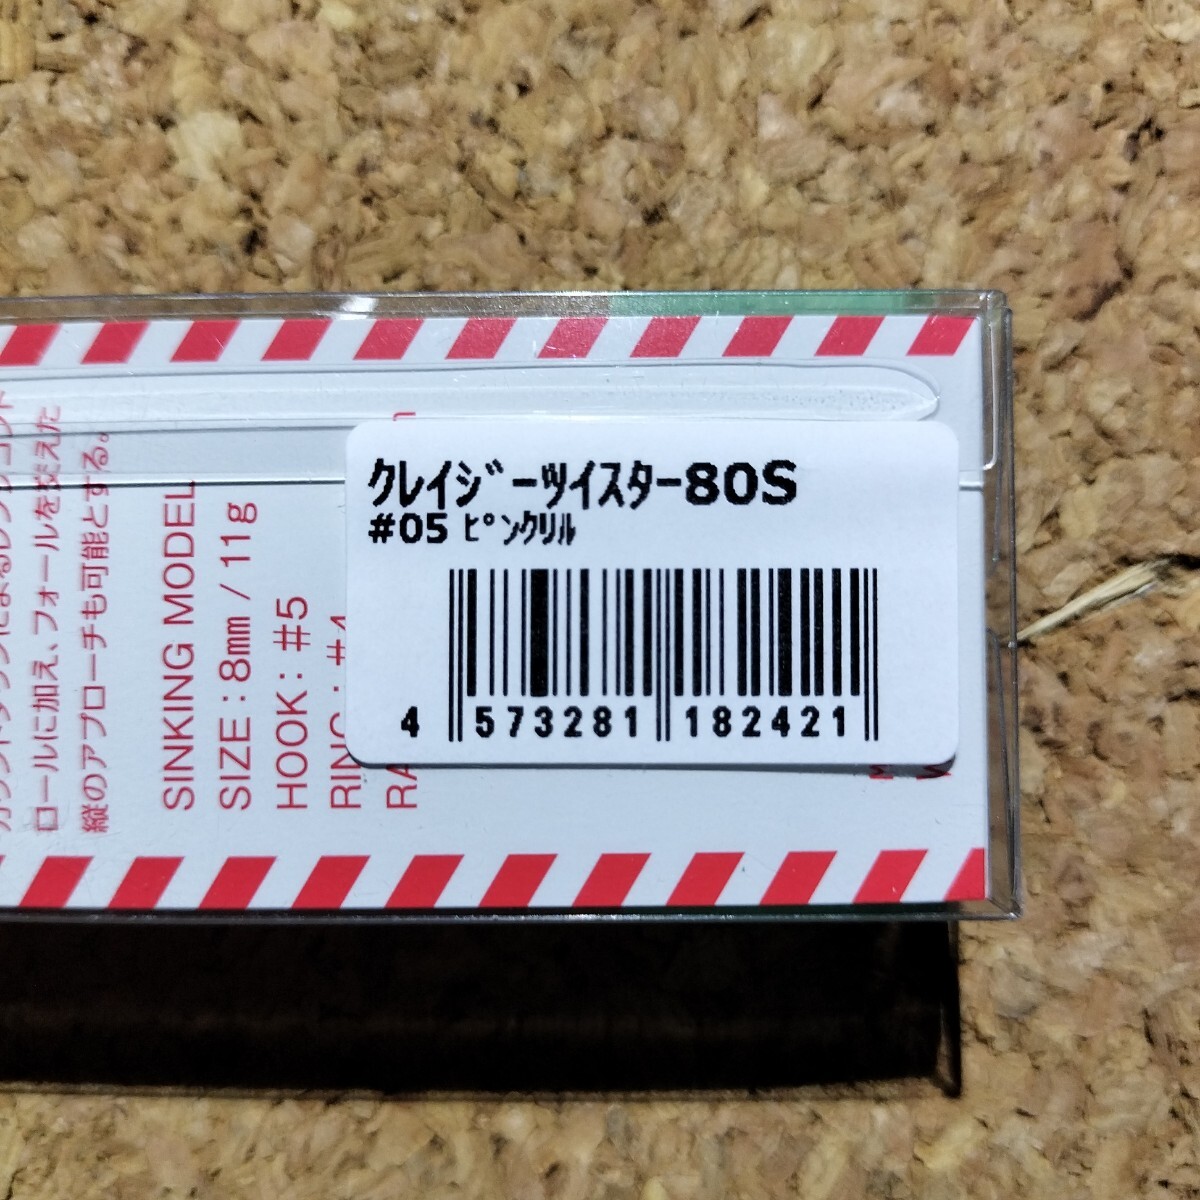 クレイジーツイスター80S
#05 ピンクリル
4 573281 182421
ロールに加え、フォールを交えた
縦のアプローチも可能とする。
SINKING MODEL
SIZE：8mm / 11g
HOOK：#5